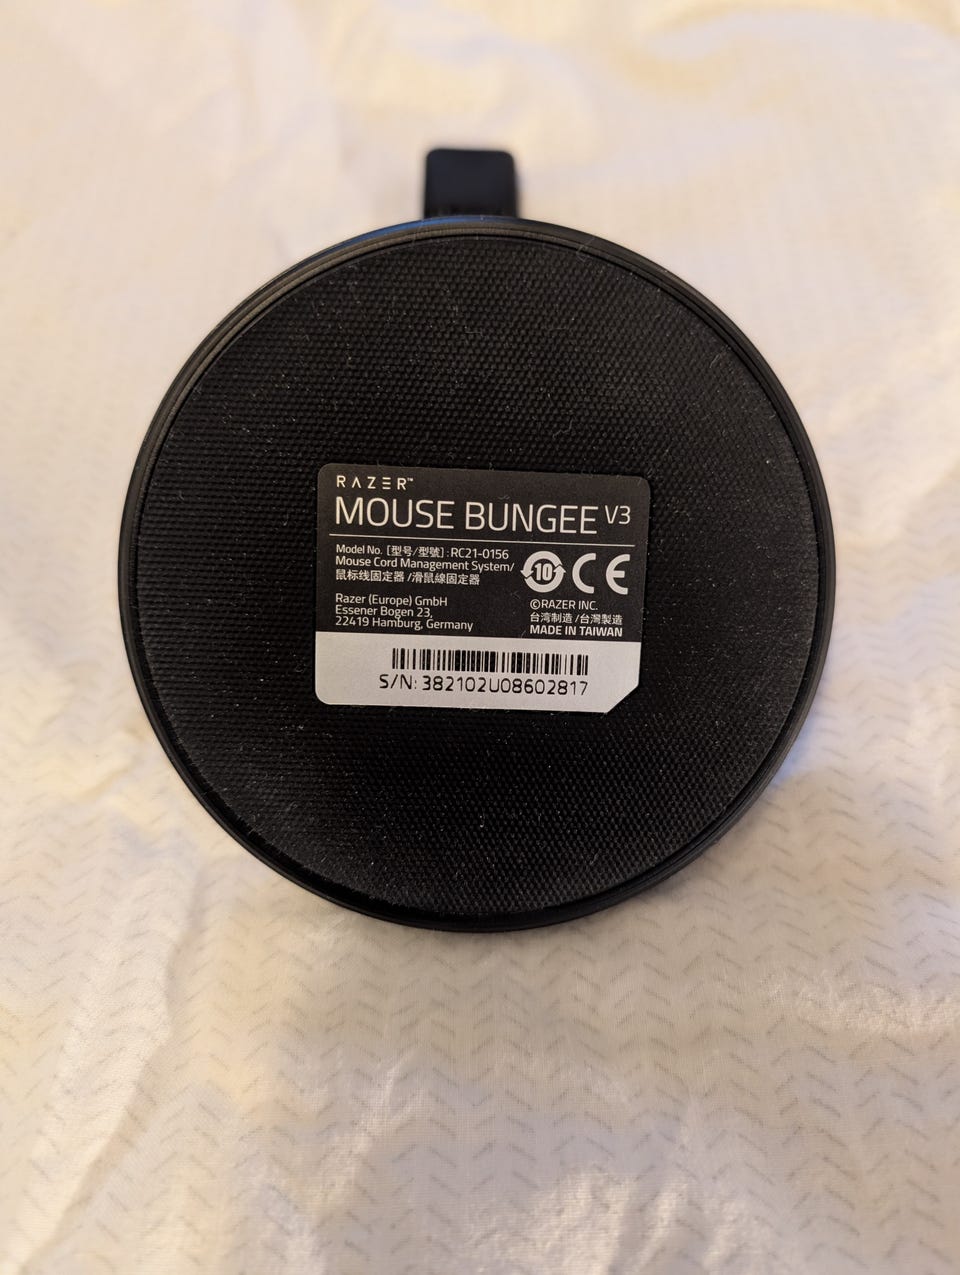 RAZER™
MOUSE BUNGEE V3
Model No. [型号/型號] : RC21-0156
Mouse Cord Management System/
鼠标线固定器 /滑鼠線固定器
Razer (Europe) GmbH
Essener Bogen 23,
22419 Hamburg, Germany
10 CE
©RAZER INC.
台湾制造 /台灣製造
MADE IN TAIWAN
S/N: 382102U08602817